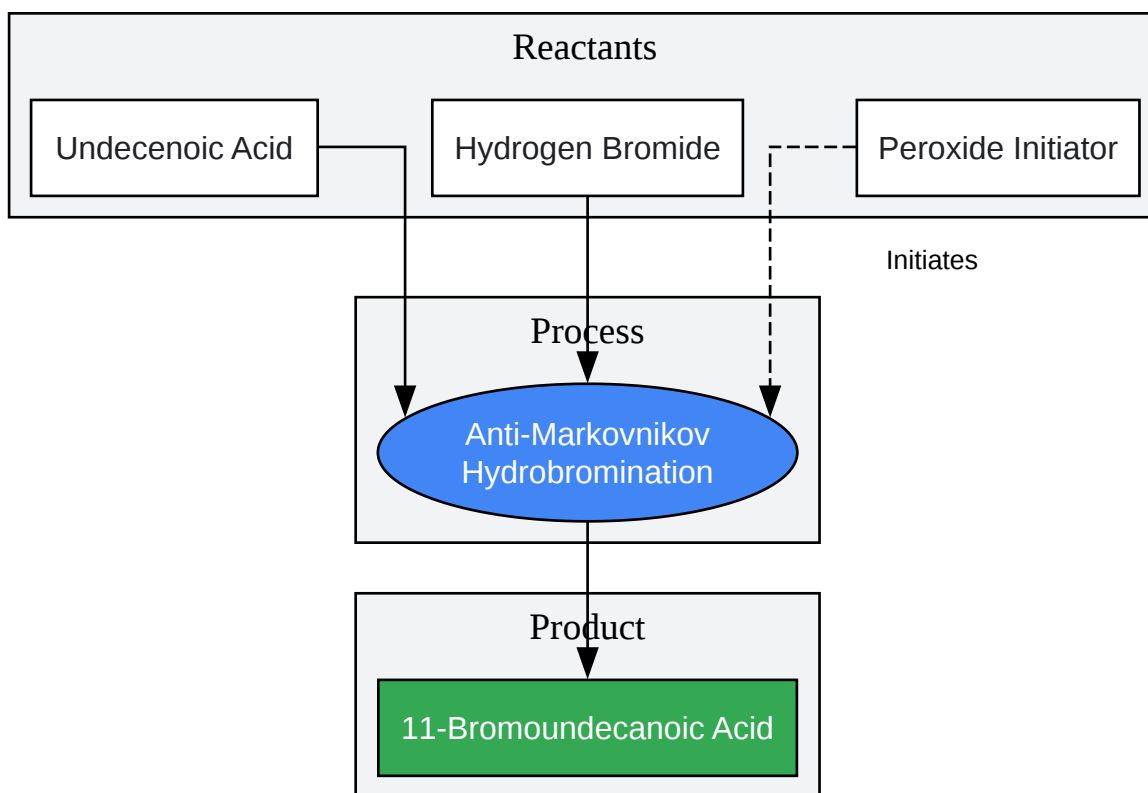 Reactants
Undecenoic Acid
Hydrogen Bromide
Peroxide Initiator
Initiates
Process
Anti-Markovnikov
Hydrobromination
Product
11-Bromoundecanoic Acid